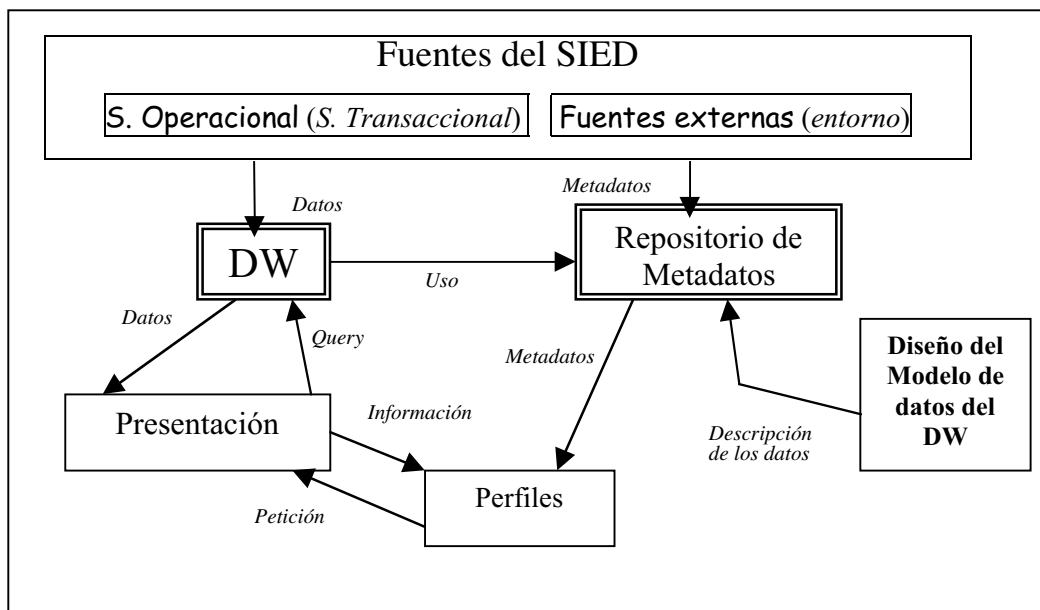 Fuentes del SIED
S. Operacional (S. Transaccional)
Fuentes externas (entorno)
Datos
Metadatos
DW
Repositorio de
Metadatos
Uso
Datos
Query
Metadatos
Diseño del
Modelo de
datos del
DW
Presentación
Información
Descripción
de los datos
Perfiles
Petición